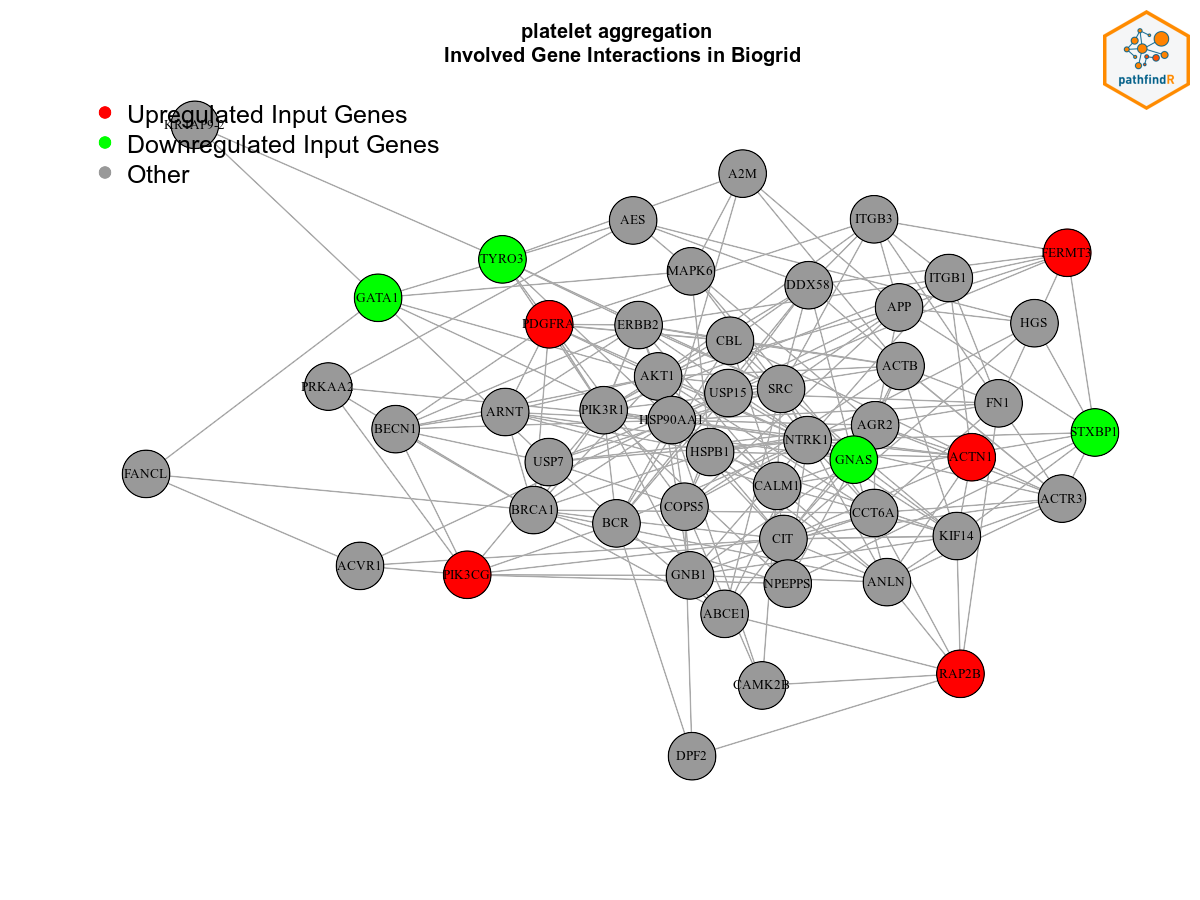 platelet aggregation
Involved Gene Interactions in Biogrid
pathfindR
Upregulated Input Genes
KRTAP9-2
Downregulated Input Genes
Other
A2M
AES
ITGB3
TYRO3
FERMT3
MAPK6
ITGB1
DDX58
GATA1
APP
PDGFRA
ERBB2
HGS
CBL
ACTB
AKT1
PRKAA2
SRC
USP15
FN1
PIK3R1
ARNT
HSP90AA1
AGR2
BECN1
STXBP1
NTRK1
HSPB1
ACTN1
GNAS
USP7
FANCL
CALM1
ACTR3
COPS5
BRCA1
CCT6A
BCR
KIF14
CIT
ACVR1
PIK3CG
GNB1
ANLN
NPEPPS
ABCE1
RAP2B
CAMK2B
DPF2